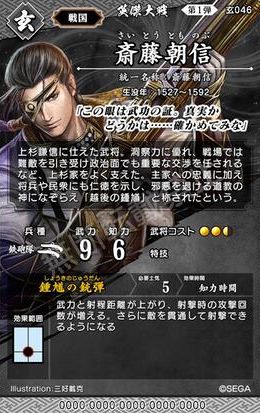 玄
戦国
英傑大戦
第1弾
玄046
さいとうとものぶ
斎藤朝信
統一名称 斎藤朝信
生没年 1527~1592
「この眼は武功の証。真実か
どうかは……確かめてみな」
上杉謙信に仕えた武将。洞察力に優れ、戦場では
難敵を引き受け政治面でも重要な交渉を任される
など、上杉家をよく支えた。主家への忠義に加え
将兵や民衆にも仁徳を示し、邪悪を退ける道教の
神になぞらえ「越後の鍾馗」と称されたという。
兵種 武力 知力 武将コスト
鉄砲隊 9 6 特技
しょうきのじゅうだん
鍾馗の銃弾
必要士気 5
効果時間 知力時間
効果範囲
武力と射程距離が上がり、射撃時の攻撃回
数が増える。さらに敵を貫通して射撃でき
るようになる
Illustration:三好載克
©SEGA
0000-0000-0000-0000-0000